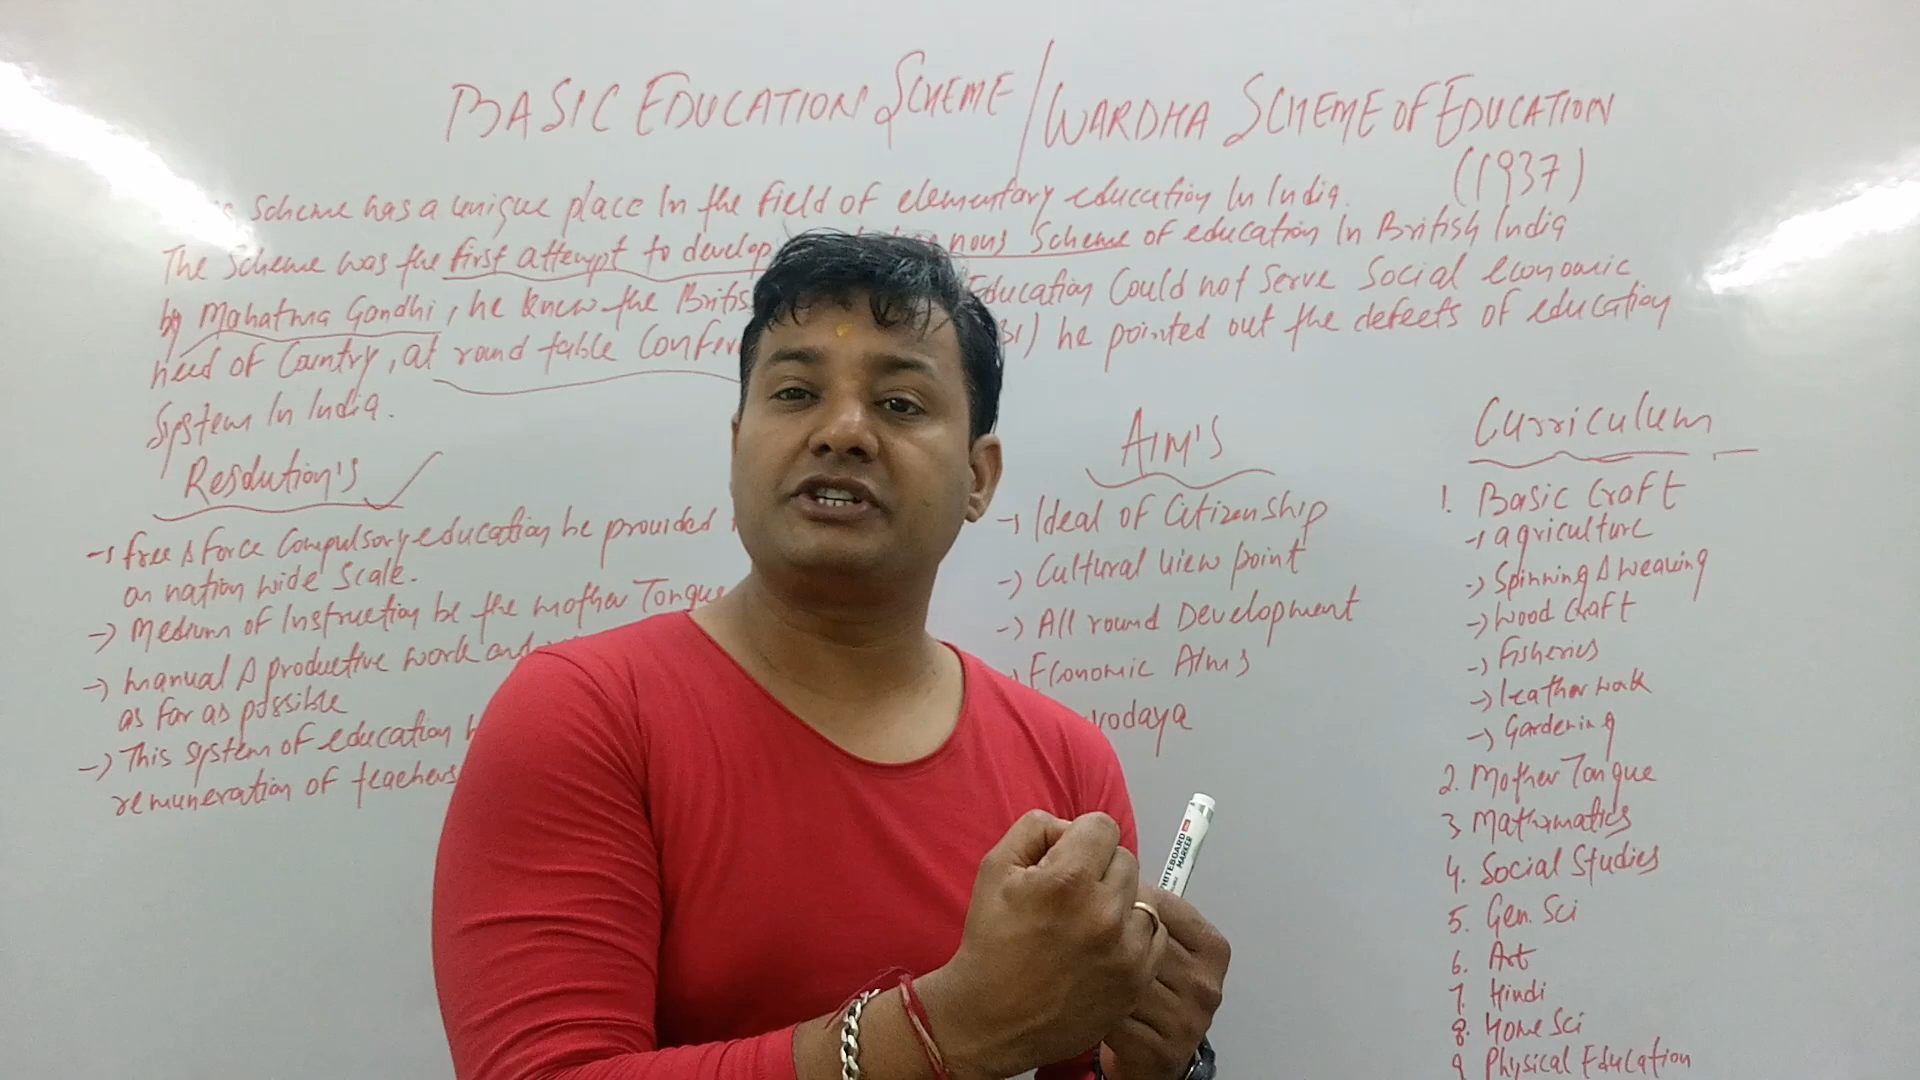 BASIC EDUCATION SCHEME / WARDHA SCHEME OF EDUCATION
(1937)
Scheme has a unique place In the field of elementary education In India.
The Scheme was the first attempt to develop nous Scheme of education In British India
by Mahatma Gandhi, he knew the Britis Education Could not Serve Social economic
need of Country, at round table Confer 31) he pointed out the defects of education
System In India.
Resolution's
-> free & force Compulsory education be provided
on nation wide Scale.
-> Medium of Instruction be the mother Tongue
-> manual & productive work and
as far as possible
-> This system of education b
remuneration of teachers
AIM'S
-> Ideal of Citizenship
-> Cultural view point
-> All round Development
-> Economic Aims
vodaya
Curriculum
1. Basic Craft
-> agriculture
-> Spinning & weaving
-> Wood Craft
-> Fisheries
-> leather work
-> Gardening
2. Mother Tongue
3 Mathematics
4. Social Studies
5. Gen. Sci
6. Art
7. Hindi
8. Home Sci
9 Physical Education
WHITEBOARD
MARKER